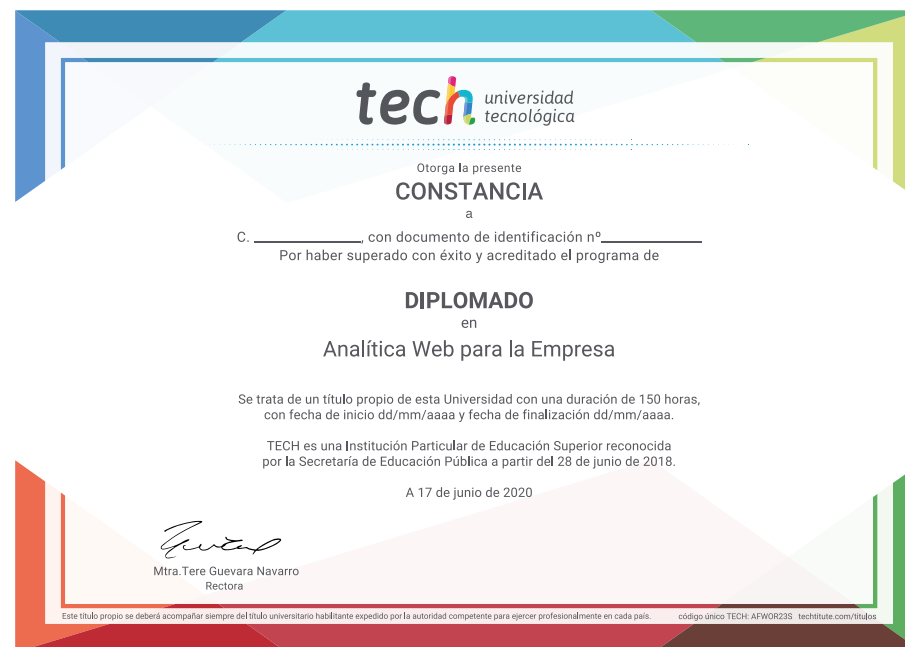 tech universidad
tecnológica
Otorga la presente
CONSTANCIA
a
C. ____________, con documento de identificación nº____________
Por haber superado con éxito y acreditado el programa de
DIPLOMADO
en
Analítica Web para la Empresa
Se trata de un título propio de esta Universidad con una duración de 150 horas,
con fecha de inicio dd/mm/aaaa y fecha de finalización dd/mm/aaaa.
TECH es una Institución Particular de Educación Superior reconocida
por la Secretaría de Educación Pública a partir del 28 de junio de 2018.
A 17 de junio de 2020
Mtra.Tere Guevara Navarro
Rectora
Este título propio se deberá acompañar siempre del título universitario habilitante expedido por la autoridad competente para ejercer profesionalmente en cada país. código único TECH: AFWOR23S techtitute.com/titulos